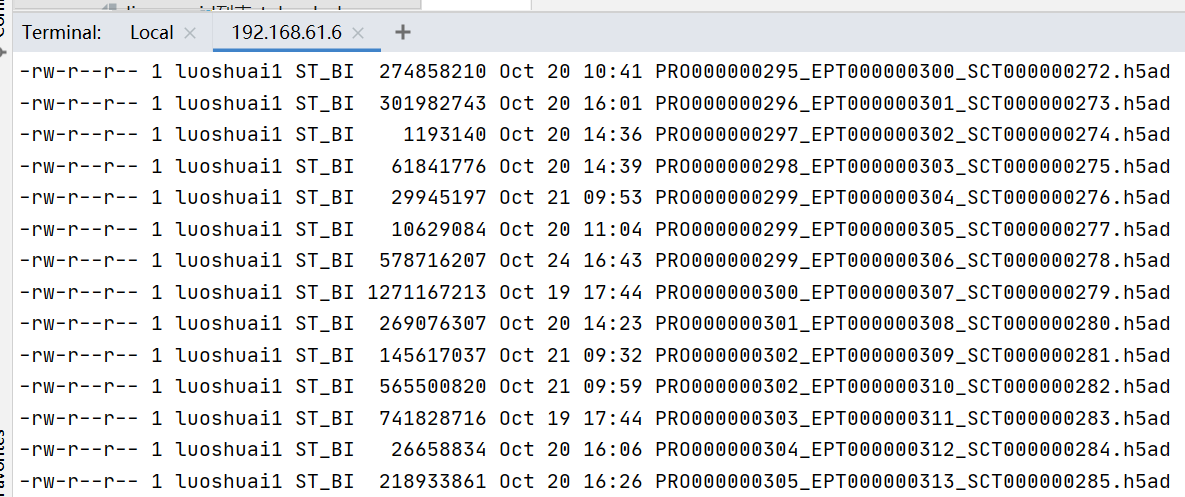 Terminal: Local × 192.168.61.6 × +
-rw-r--r-- 1 luoshuai1 ST_BI  274858210 Oct 20 10:41 PRO000000295_EPT000000300_SCT000000272.h5ad
-rw-r--r-- 1 luoshuai1 ST_BI  301982743 Oct 20 16:01 PRO000000296_EPT000000301_SCT000000273.h5ad
-rw-r--r-- 1 luoshuai1 ST_BI    1193140 Oct 20 14:36 PRO000000297_EPT000000302_SCT000000274.h5ad
-rw-r--r-- 1 luoshuai1 ST_BI   61841776 Oct 20 14:39 PRO000000298_EPT000000303_SCT000000275.h5ad
-rw-r--r-- 1 luoshuai1 ST_BI   29945197 Oct 21 09:53 PRO000000299_EPT000000304_SCT000000276.h5ad
-rw-r--r-- 1 luoshuai1 ST_BI   10629084 Oct 20 11:04 PRO000000299_EPT000000305_SCT000000277.h5ad
-rw-r--r-- 1 luoshuai1 ST_BI  578716207 Oct 24 16:43 PRO000000299_EPT000000306_SCT000000278.h5ad
-rw-r--r-- 1 luoshuai1 ST_BI 1271167213 Oct 19 17:44 PRO000000300_EPT000000307_SCT000000279.h5ad
-rw-r--r-- 1 luoshuai1 ST_BI  269076307 Oct 20 14:23 PRO000000301_EPT000000308_SCT000000280.h5ad
-rw-r--r-- 1 luoshuai1 ST_BI  145617037 Oct 21 09:32 PRO000000302_EPT000000309_SCT000000281.h5ad
-rw-r--r-- 1 luoshuai1 ST_BI  565500820 Oct 21 09:59 PRO000000302_EPT000000310_SCT000000282.h5ad
-rw-r--r-- 1 luoshuai1 ST_BI  741828716 Oct 19 17:44 PRO000000303_EPT000000311_SCT000000283.h5ad
-rw-r--r-- 1 luoshuai1 ST_BI   26658834 Oct 20 16:06 PRO000000304_EPT000000312_SCT000000284.h5ad
-rw-r--r-- 1 luoshuai1 ST_BI  218933861 Oct 20 16:26 PRO000000305_EPT000000313_SCT000000285.h5ad